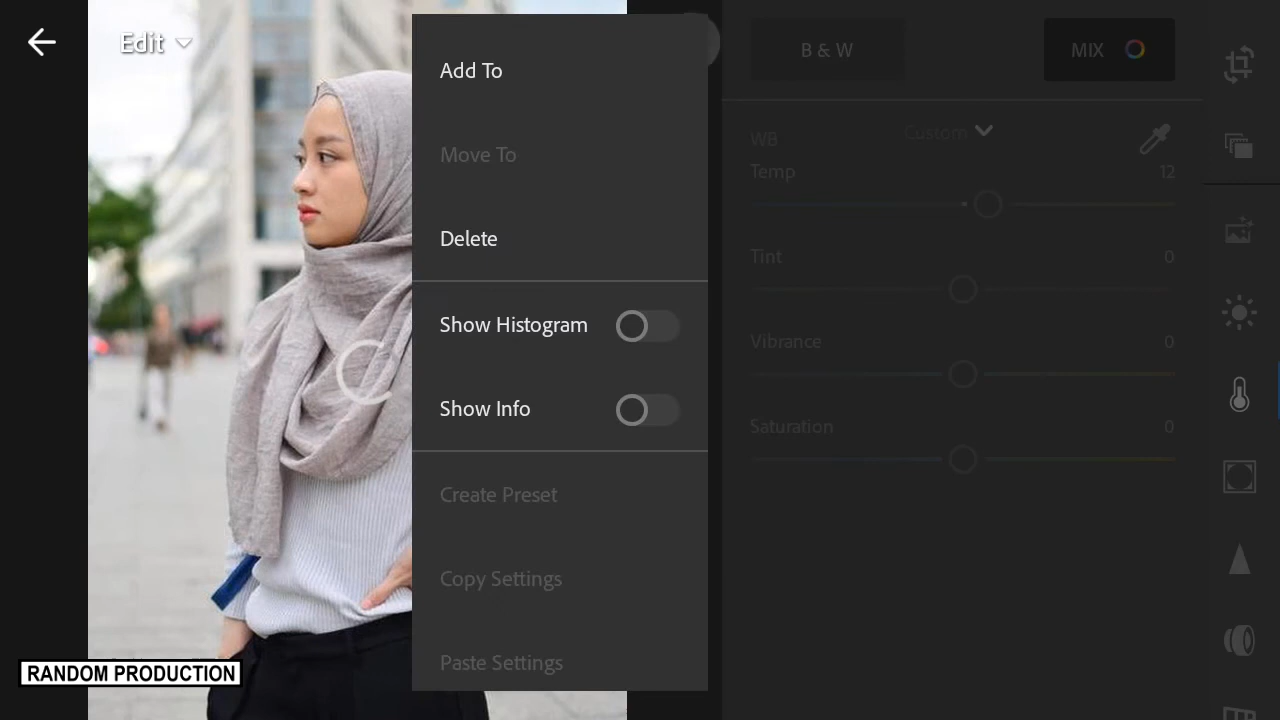 Edit
Add To
Move To
Delete
Show Histogram
Show Info
Create Preset
Copy Settings
Paste Settings
B & W
MIX
WB
Custom
Temp 12
Tint 0
Vibrance 0
Saturation 0
RANDOM PRODUCTION